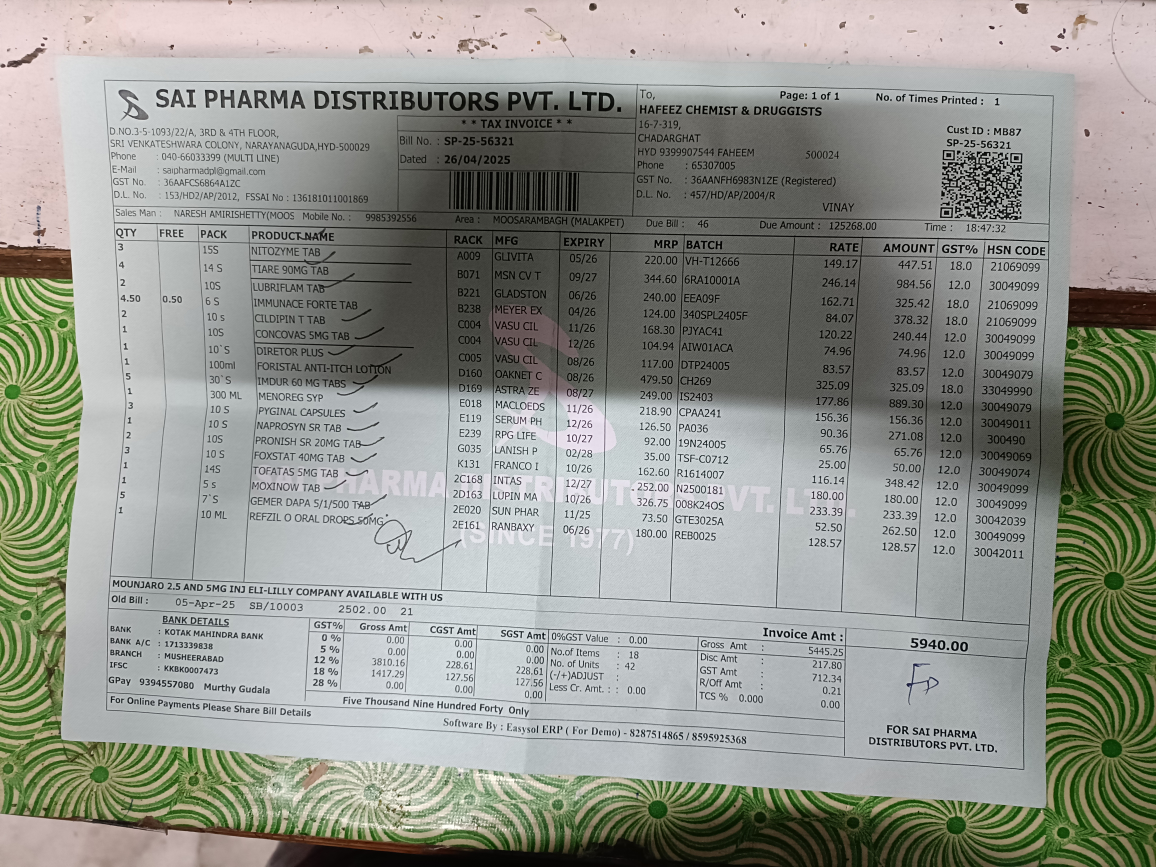 SAI PHARMA DISTRIBUTORS PVT. LTD.
D.NO.3-5-1093/22/A, 3RD & 4TH FLOOR,
SRI VENKATESHWARA COLONY, NARAYANAGUDA,HYD-500029
Phone : 040-66033399 (MULTI LINE)
E-Mail : saipharmadpl@gmail.com
GST No. : 36AAFCS6864A1ZC
D.L. No. : 153/HD2/AP/2012, FSSAI No : 13618101100186​9
* * TAX INVOICE * *
Bill No. : SP-25-56321
Dated : 26/04/2025
To, Page: 1 of 1 No. of Times Printed : 1
HAFEEZ CHEMIST & DRUGGISTS
16-7-319,
CHADARGHAT
HYD 9399907544 FAHEEM 500024
Phone : 65307005
GST No. : 36AANFH6983N1ZE (Registered)
D.L. No. : 457/HD/AP/2004/R
VINAY
Cust ID : MB87
SP-25-56321
Sales Man : NARESH AMIRISHETTY(MOOS Mobile No. : 9985392556 Area : MOOSARAMBAGH (MALAKPET) Due Bill : 46 Due Amount : 125268.00 Time : 18:47:32
QTY FREE PACK PRODUCT NAME RACK MFG EXPIRY MRP BATCH RATE AMOUNT GST% HSN CODE
3 15S NITOZYME TAB A009 GLIVITA 05/26 220.00 VH-T12666 149.17 447.51 18.0 21069099
4 14 S TIARE 90MG TAB B071 MSN CV T 09/27 344.60 6RA10001A 246.14 984.56 12.0 30049099
2 10S LUBRIFLAM TAB B221 GLADSTON 06/26 240.00 EEA09F 162.71 325.42 18.0 21069099
4.50 0.50 6 S IMMUNACE FORTE TAB B238 MEYER EX 04/26 124.00 340SPL2405F 84.07 378.32 18.0
2 10 s CILDIPIN T TAB C004 VASU CIL 11/26 168.30 PJYAC41 120.22 240.44 12.0 30049099
1 10S CONCOVAS 5MG TAB C004 VASU CIL 12/26 104.94 AIW01ACA 74.96 74.96 12.0 30049099
1 10`S DIRETOR PLUS C005 VASU CIL 08/26 117.00 DTP24005 83.57 83.57 12.0 30049079
1 100ml FORISTAL ANTI-ITCH LOTION D160 OAKNET C 08/26 479.50 CH269 325.09 325.09 18.0 33049990
5 30`S IMDUR 60 MG TABS D169 ASTRA ZE 08/27 249.00 IS2403 177.86 889.30 12.0 30049079
1 300 ML MENOREG SYP E018 MACLOEDS 11/26 218.90 CPAA241 156.36 156.36 12.0 30049011
3 10 S PYGINAL CAPSULES E119 SERUM PH 12/26 126.50 PA036 90.36 271.08 12.0 300490
1 10 S NAPROSYN SR TAB E239 RPG LIFE 10/27 92.00 19N24005 65.76 65.76 12.0 30049069
2 10S PRONISH SR 20MG TAB G035 LANISH P 02/28 35.00 TSF-C0712 25.00 50.00 12.0 30049074
3 10 S FOXSTAT 40MG TAB K131 FRANCO I 10/26 162.60 R1614007 116.14 348.42 12.0 30049099
1 14S TOFATAS 5MG TAB 2C168 INTAS 12/27 252.00 N2500181 180.00 180.00 12.0
1 5 s MOXINOW TAB 2D163 LUPIN MA 10/26 326.75 008K24OS 233.39 233.39 12.0 30042039
5 7`S GEMER DAPA 5/1/500 TAB 2E020 SUN PHAR 11/25 73.50 GTE3025A 52.50 262.50 12.0 30049099
1 10 ML REFZIL O ORAL DROPS 50MG 2E161 RANBAXY 06/26 180.00 REB0025 128.57 128.57 12.0 30042011
PHARMA DISTRIBUTORS PVT. LTD.
(SINCE 1977)
MOUNJARO 2.5 AND 5MG INJ ELI-LILLY COMPANY AVAILABLE WITH US
Old Bill : 05-Apr-25 SB/10003 2502.00 21
BANK DETAILS
BANK : KOTAK MAHINDRA BANK
BANK A/C : 1713339838
BRANCH : MUSHEERABAD
IFSC : KKBK0007473
GPay 9394557080 Murthy Gudala
For Online Payments Please Share Bill Details
GST% Gross Amt CGST Amt SGST Amt
0 % 0.00 0.00 0.00
5 % 0.00 0.00 0.00
12 % 3810.16 228.61 228.61
18 % 1417.29 127.56 127.56
28 % 0.00 0.00 0.00
0%GST Value : 0.00
No.of Items : 18
No. of Units : 42
(-/+)ADJUST :
Less Cr. Amt. : : 0.00
Invoice Amt : 5940.00
Gross Amt : 5445.25
Disc Amt : 217.80
GST Amt : 712.34
R/Off Amt : 0.21
TCS % 0.000 0.00
Five Thousand Nine Hundred Forty Only
Software By : Easysol ERP ( For Demo) - 8287514865 / 8595925368
FOR SAI PHARMA
DISTRIBUTORS PVT. LTD.